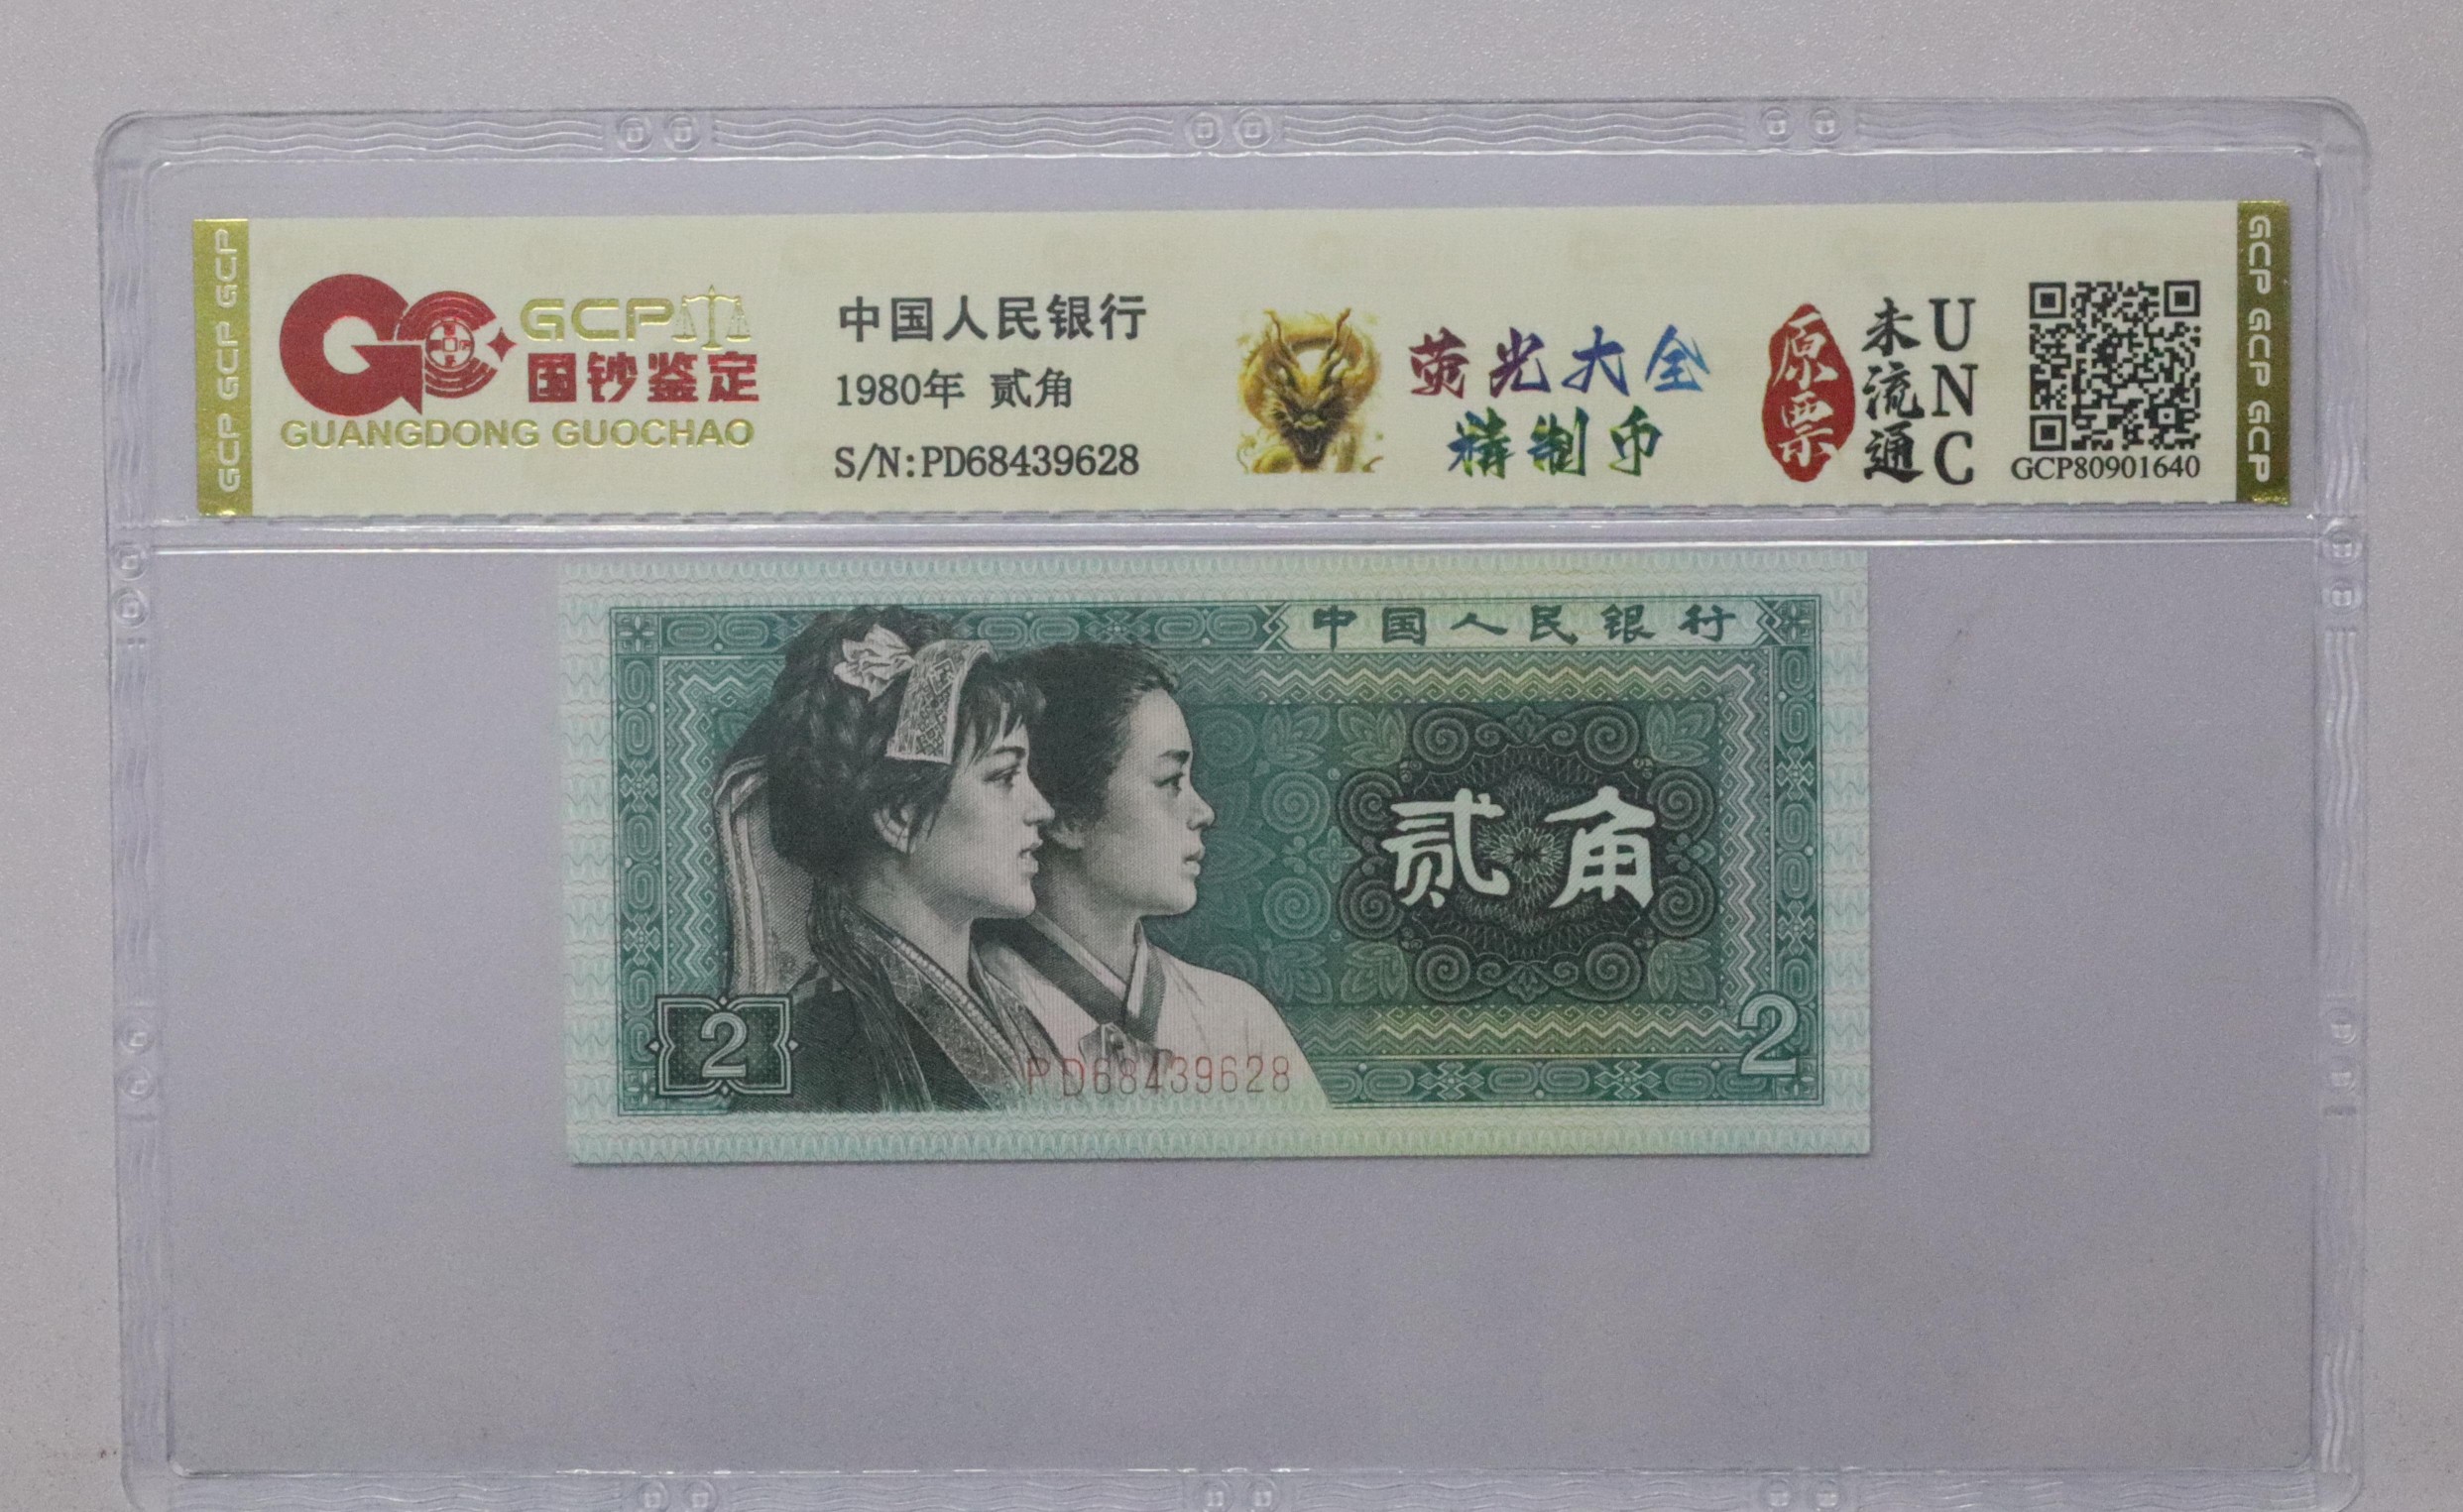 GCP GCP GCP
GCP
国钞鉴定
GUANGDONG GUOCHAO
中国人民银行
1980年 贰角
S/N:PD68439628
荧光大全
精制币
原票
未流通
UNC
GCP80901640
GCP GCP GCP
中国人民银行
贰角
2
2
PD68439628